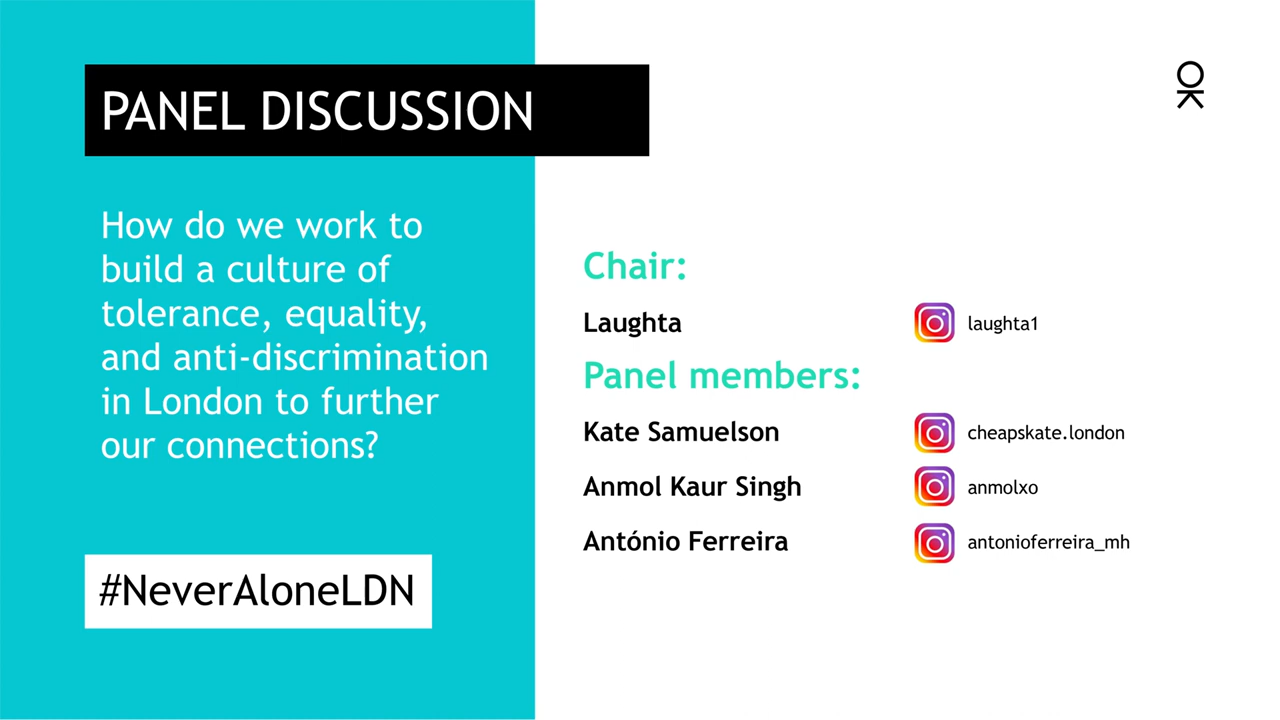 PANEL DISCUSSION
How do we work to
build a culture of
tolerance, equality,
and anti-discrimination
in London to further
our connections?
#NeverAloneLDN
OK
Chair:
Laughta laughta1
Panel members:
Kate Samuelson cheapskate.london
Anmol Kaur Singh anmolxo
António Ferreira antonioferreira_mh